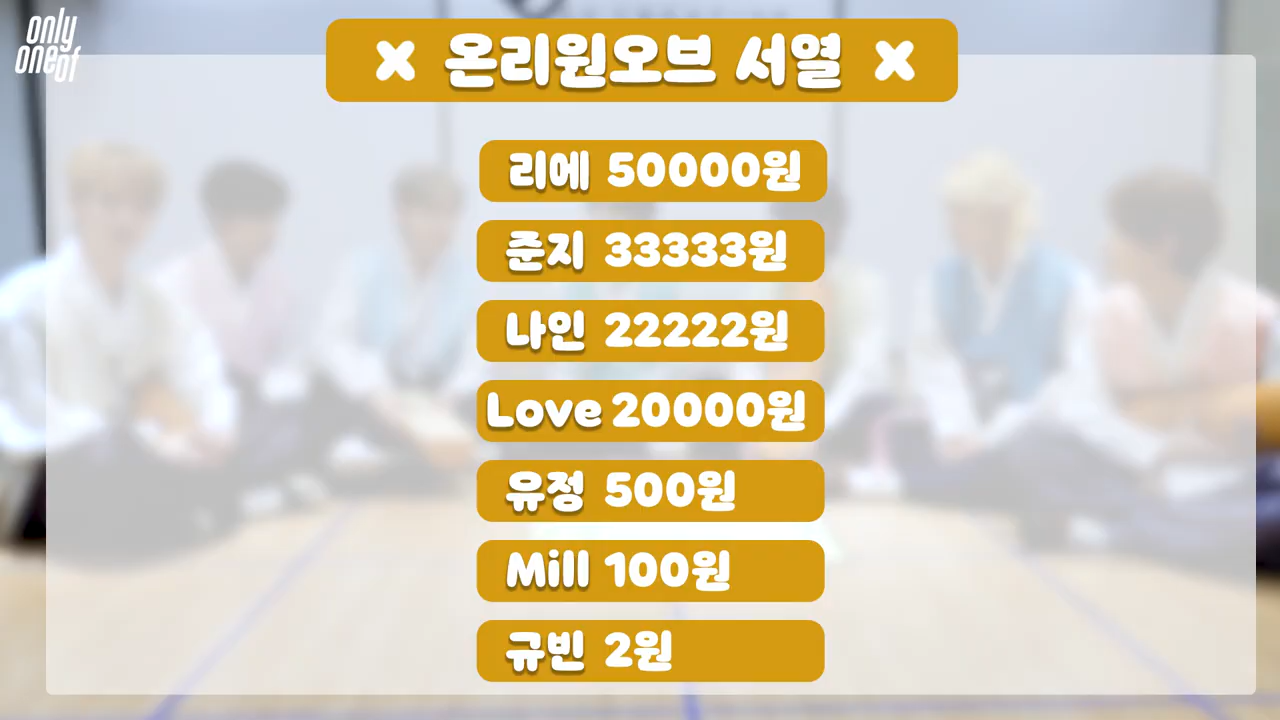 only
oneof
× 온리원오브 서열 ×
리에 50000원
준지 33333원
나인 22222원
Love 20000원
유정 500원
Mill 100원
규빈 2원